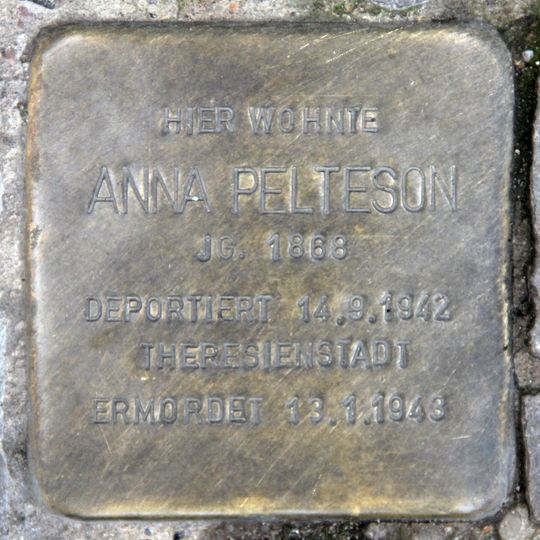 HIER WOHNTE
ANNA PELTESON
JG. 1868
DEPORTIERT 14.9.1942
THERESIENSTADT
ERMORDET 13.1.1943